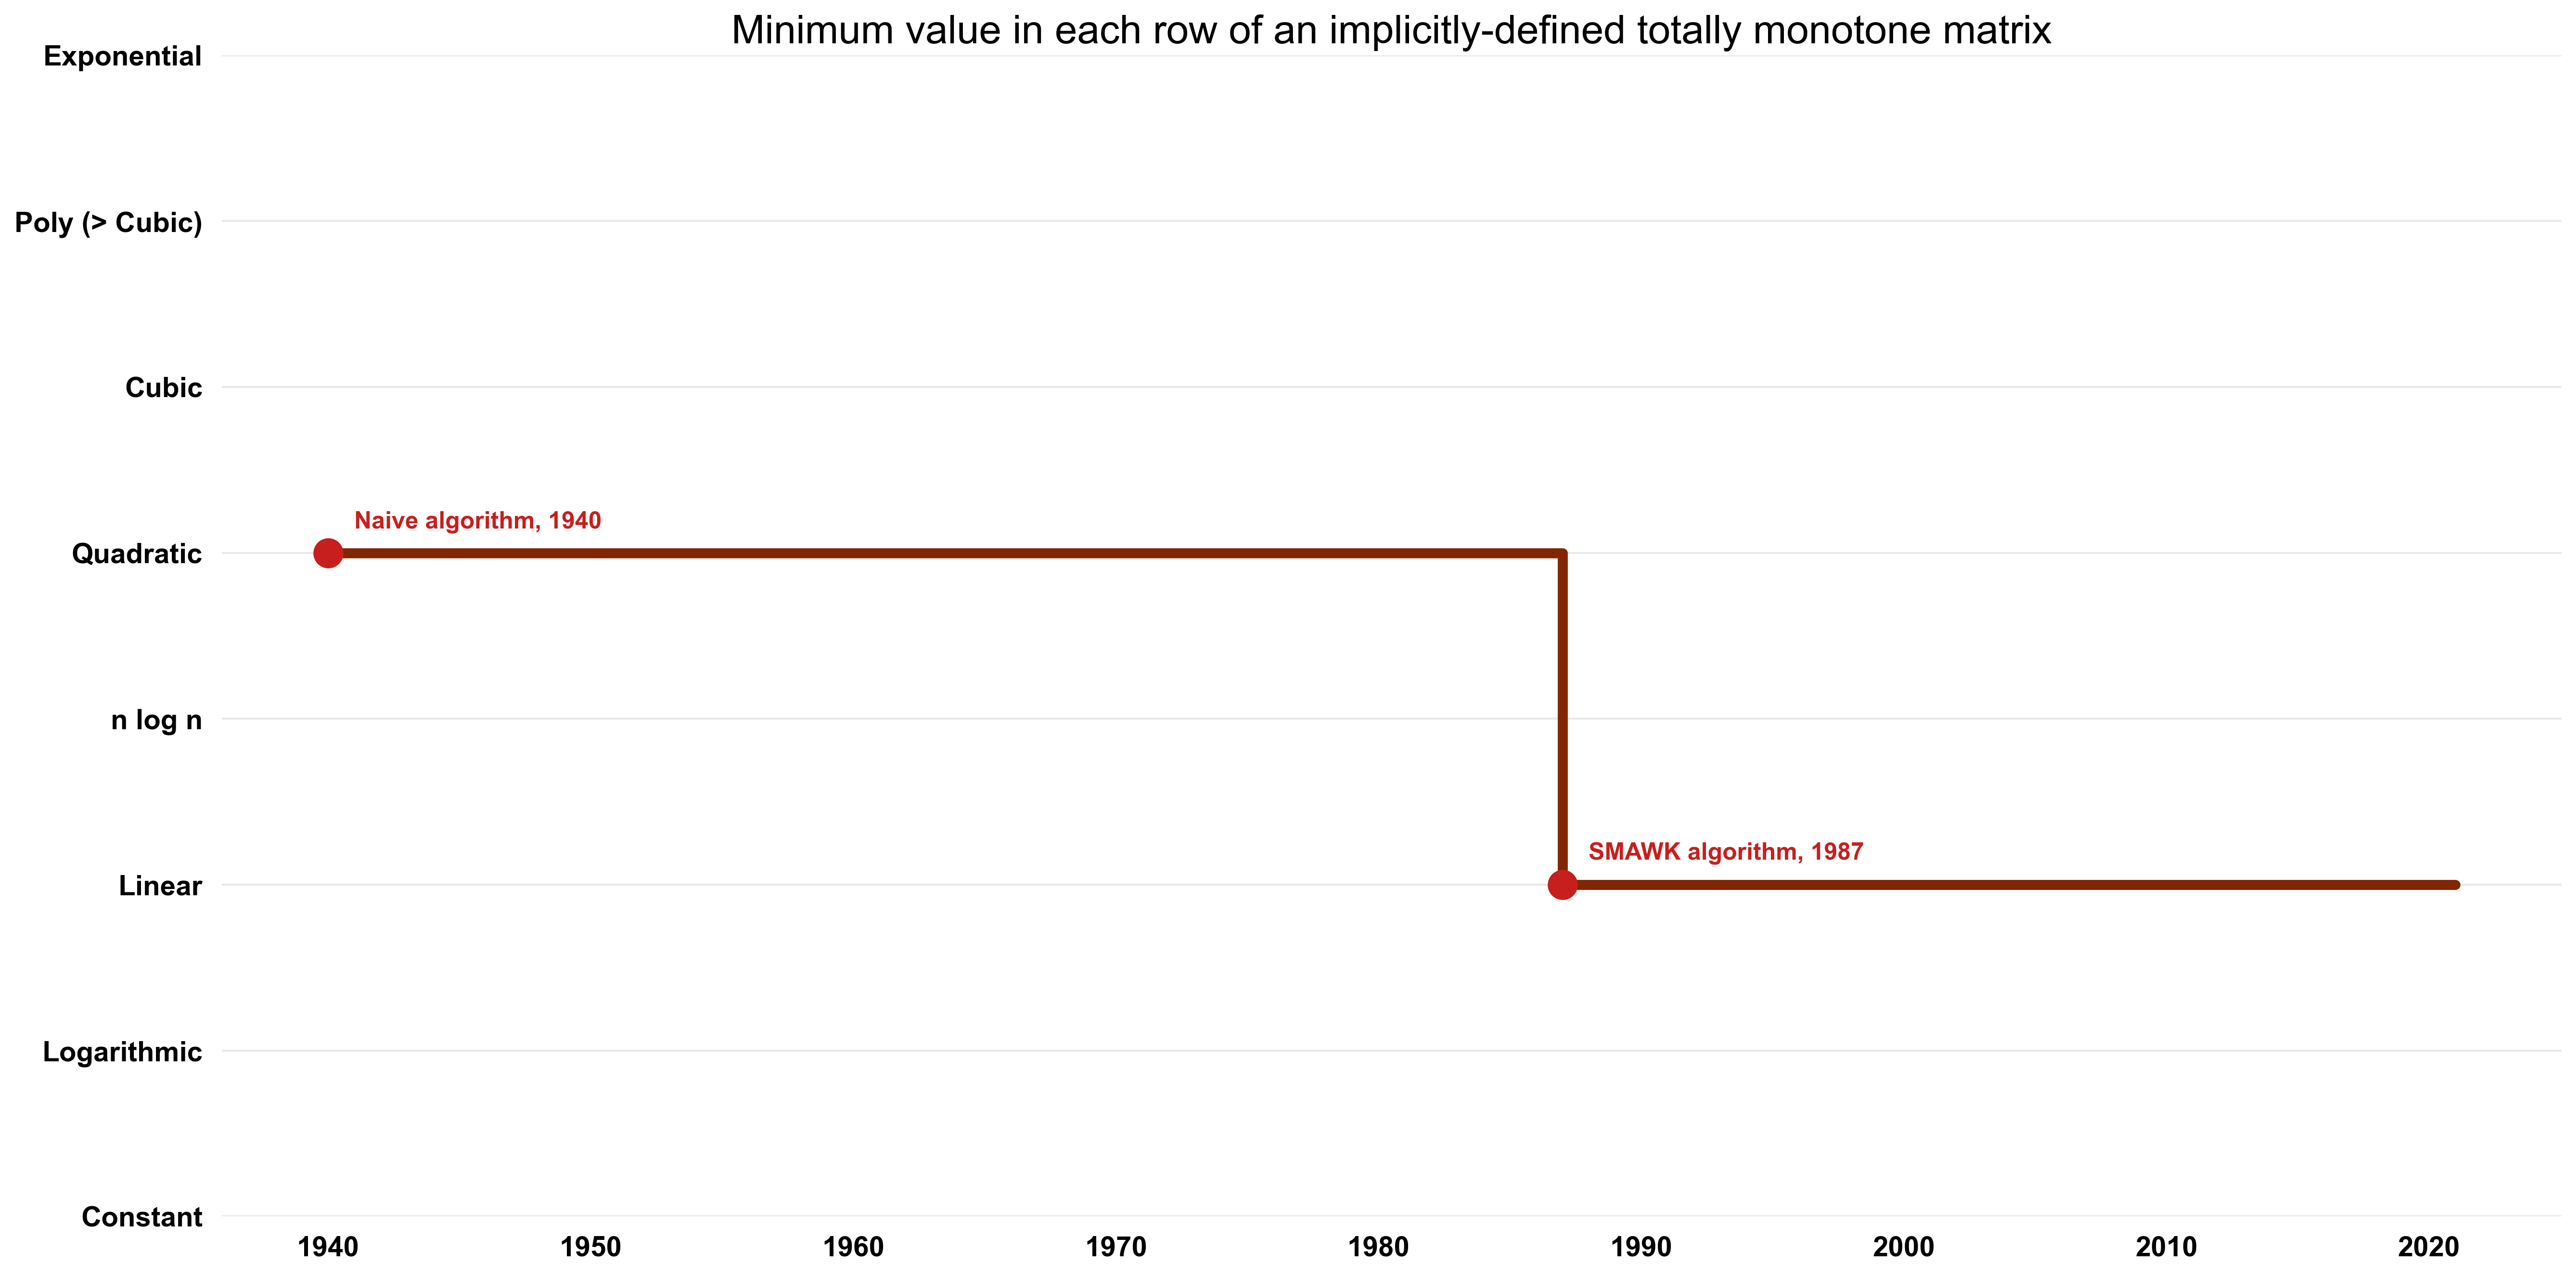 Minimum value in each row of an implicitly-defined totally monotone matrix
Exponential
Poly (> Cubic)
Cubic
Naive algorithm, 1940
Quadratic
n log n
SMAWK algorithm, 1987
Linear
Logarithmic
Constant
1940 1950 1960 1970 1980 1990 2000 2010 2020